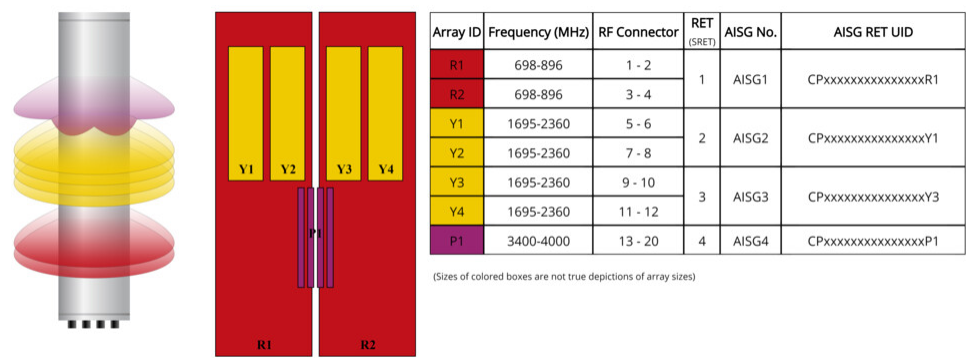 Y1 Y2 Y3 Y4
P1
R1 R2
Array ID Frequency (MHz) RF Connector RET (SRET) AISG No. AISG RET UID
R1 698-896 1 - 2 1 AISG1 CPxxxxxxxxxxxxxxxR1
R2 698-896 3 - 4
Y1 1695-2360 5 - 6 2 AISG2 CPxxxxxxxxxxxxxxxY1
Y2 1695-2360 7 - 8
Y3 1695-2360 9 - 10 3 AISG3 CPxxxxxxxxxxxxxxxY3
Y4 1695-2360 11 - 12
P1 3400-4000 13 - 20 4 AISG4 CPxxxxxxxxxxxxxxxP1
(Sizes of colored boxes are not true depictions of array sizes)